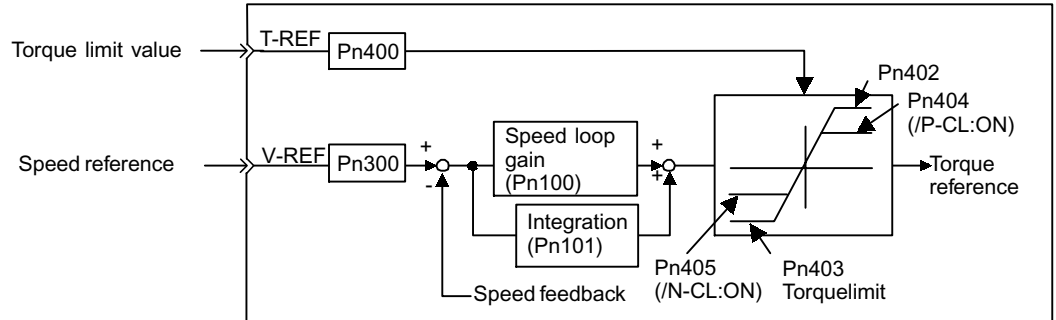 Torque limit value
T-REF
Pn400
Pn402
Pn404
(/P-CL:ON)
Speed reference
V-REF
Pn300
+
-
Speed loop
gain
(Pn100)
+
+
Torque
reference
Integration
(Pn101)
Pn405
(/N-CL:ON)
Pn403
Torquelimit
Speed feedback